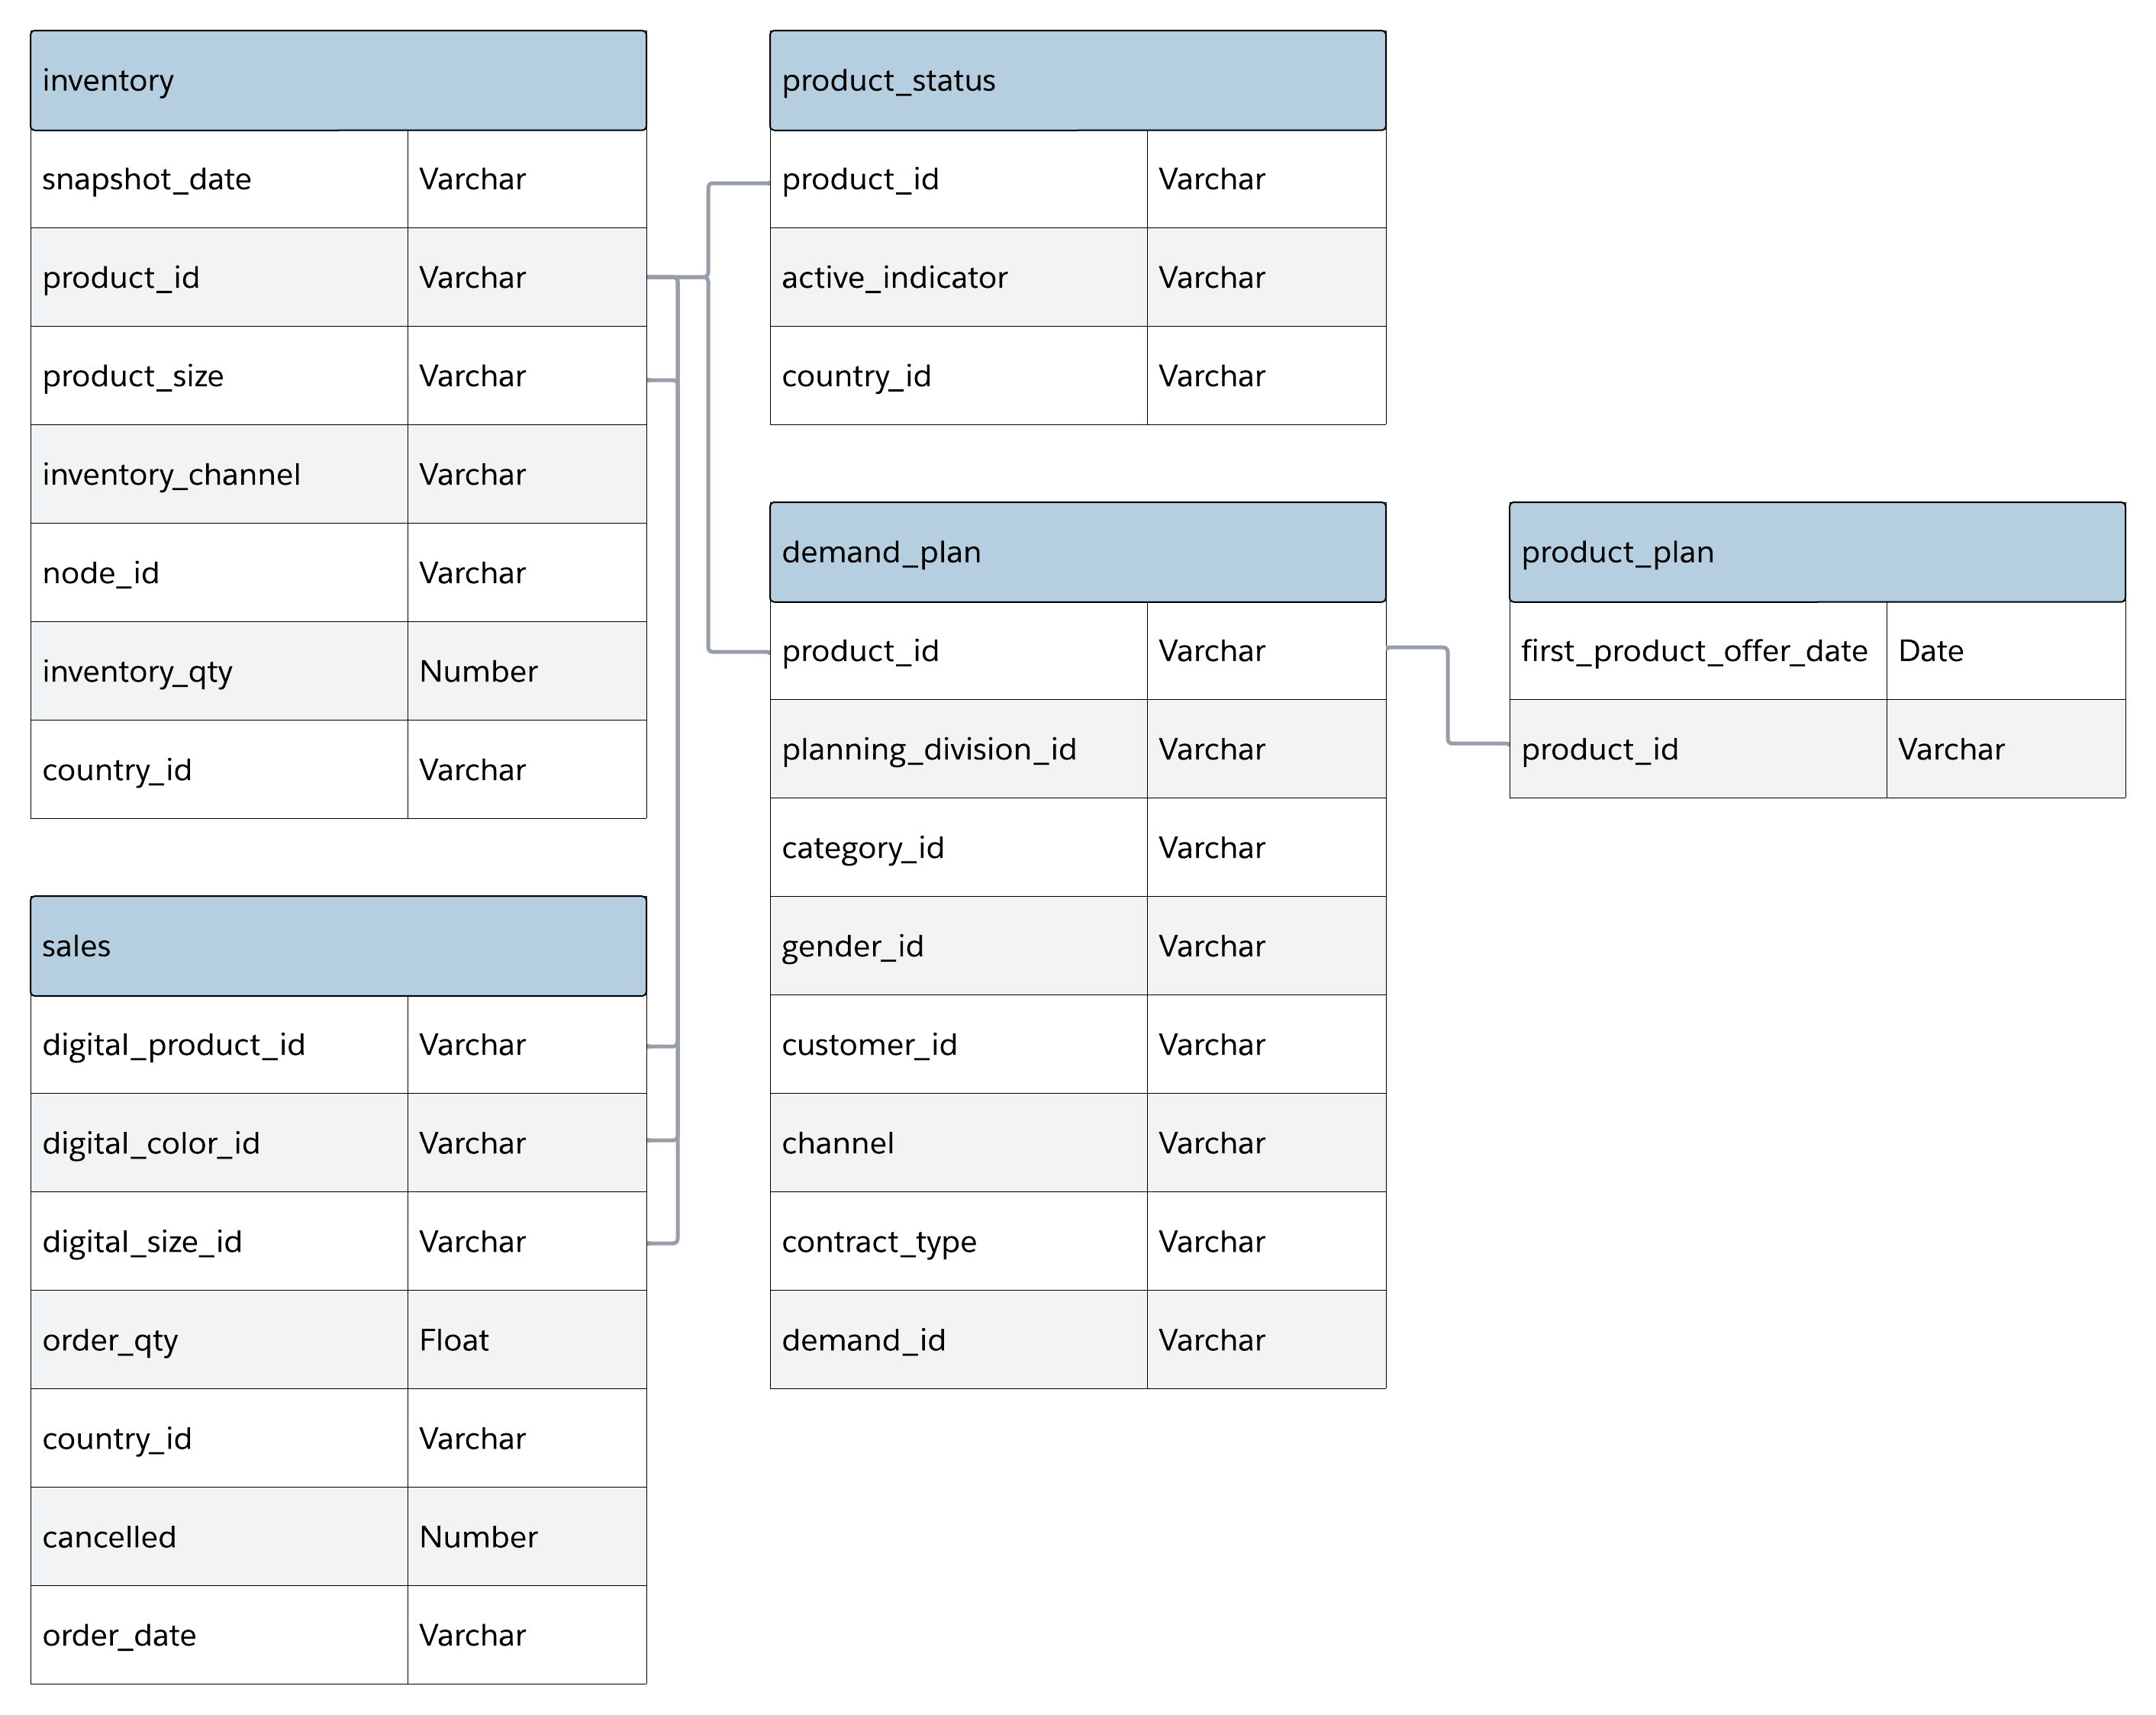 inventory
snapshot_date Varchar
product_id Varchar
product_size Varchar
inventory_channel Varchar
node_id Varchar
inventory_qty Number
country_id Varchar
product_status
product_id Varchar
active_indicator Varchar
country_id Varchar
demand_plan
product_id Varchar
planning_division_id Varchar
category_id Varchar
gender_id Varchar
customer_id Varchar
channel Varchar
contract_type Varchar
demand_id Varchar
product_plan
first_product_offer_date Date
product_id Varchar
sales
digital_product_id Varchar
digital_color_id Varchar
digital_size_id Varchar
order_qty Float
country_id Varchar
cancelled Number
order_date Varchar